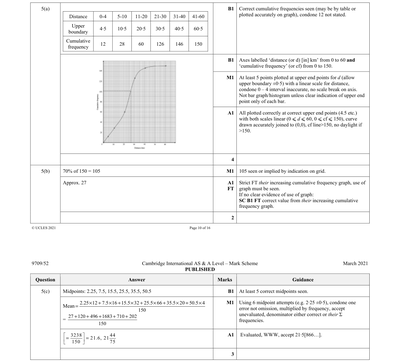 5(a)
Distance 0-4 5-10 11-20 21-30 31-40 41-60
Upper boundary 4·5 10·5 20·5 30·5 40·5 60·5
Cumulative frequency 12 28 60 126 146 150
B1 Correct cumulative frequencies seen (may be by table or
plotted accurately on graph), condone 12 not stated.
B1 Axes labelled 'distance (or d) [in] km' from 0 to 60 and
'cumulative frequency' (or cf) from 0 to 150.
M1 At least 5 points plotted at upper end points for d (allow
upper boundary ±0·5) with a linear scale for distance,
condone 0 – 4 interval inaccurate, no scale break on axis.
Not bar graph/histogram unless clear indication of upper end
point only of each bar.
A1 All plotted correctly at correct upper end points (4.5 etc.)
with both scales linear (0 ⩽ d ⩽ 60, 0 ⩽ cf ⩽ 150), curve
drawn accurately joined to (0,0), cf line>150, no daylight if
>150.
4
5(b) 70% of 150 = 105 M1 105 seen or implied by indication on grid.
Approx. 27 A1 FT Strict FT their increasing cumulative frequency graph, use of
graph must be seen.
If no clear evidence of use of graph:
SC B1 FT correct value from their increasing cumulative
frequency graph.
2
© UCLES 2021 Page 10 of 16
9709/52 Cambridge International AS & A Level – Mark Scheme March 2021
PUBLISHED
Question Answer Marks Guidance
5(c) Midpoints: 2.25, 7.5, 15.5, 25.5, 35.5, 50.5 B1 At least 5 correct midpoints seen.
Mean = 2.25×12 + 7.5×16 + 15.5×32 + 25.5×66 + 35.5×20 + 50.5×4 / 150
= 27 + 120 + 496 + 1683 + 710 + 202 / 150
M1 Using 6 midpoint attempts (e.g. 2·25 ±0·5), condone one
error not omission, multiplied by frequency, accept
unevaluated, denominator either correct or their Σ
frequencies.
[= 3238/150] = 21.6, 21 44/75 A1 Evaluated, WWW, accept 21·5[866…].
3